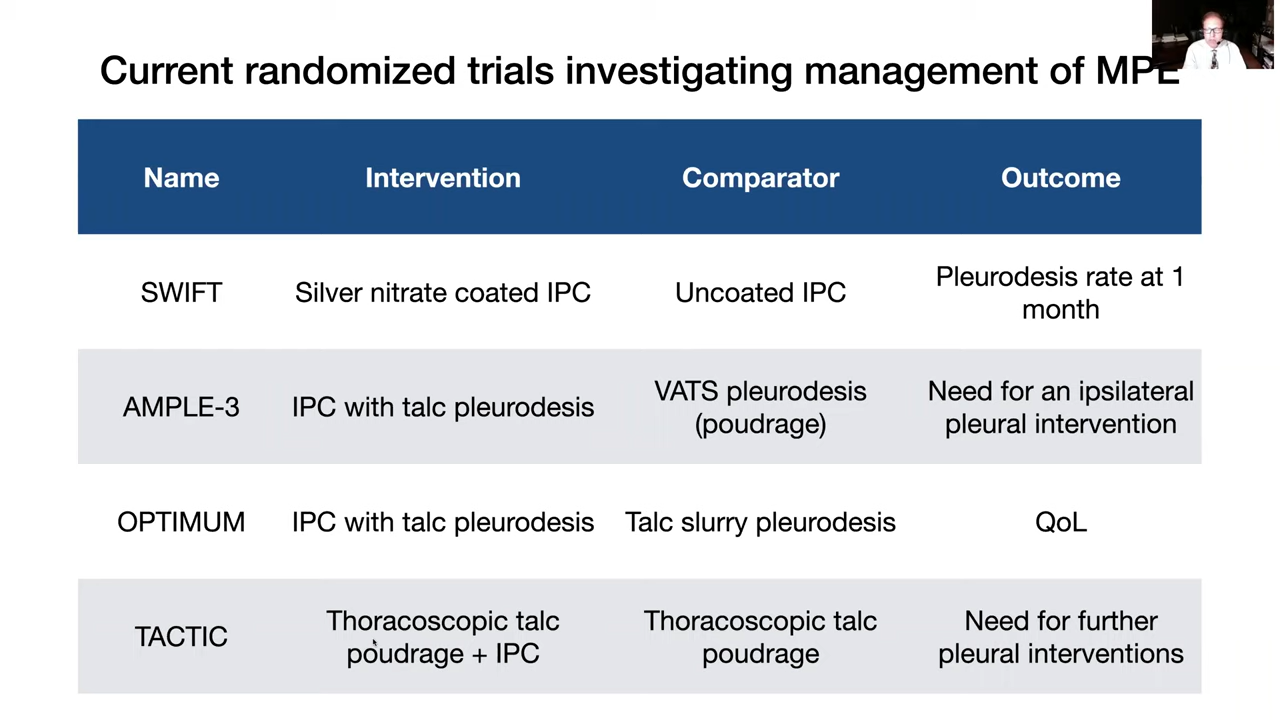 Current randomized trials investigating management of MPE
Name Intervention Comparator Outcome
SWIFT Silver nitrate coated IPC Uncoated IPC Pleurodesis rate at 1
month
AMPLE-3 IPC with talc pleurodesis VATS pleurodesis
(poudrage) Need for an ipsilateral
pleural intervention
OPTIMUM IPC with talc pleurodesis Talc slurry pleurodesis QoL
TACTIC Thoracoscopic talc
poudrage + IPC Thoracoscopic talc
poudrage Need for further
pleural interventions